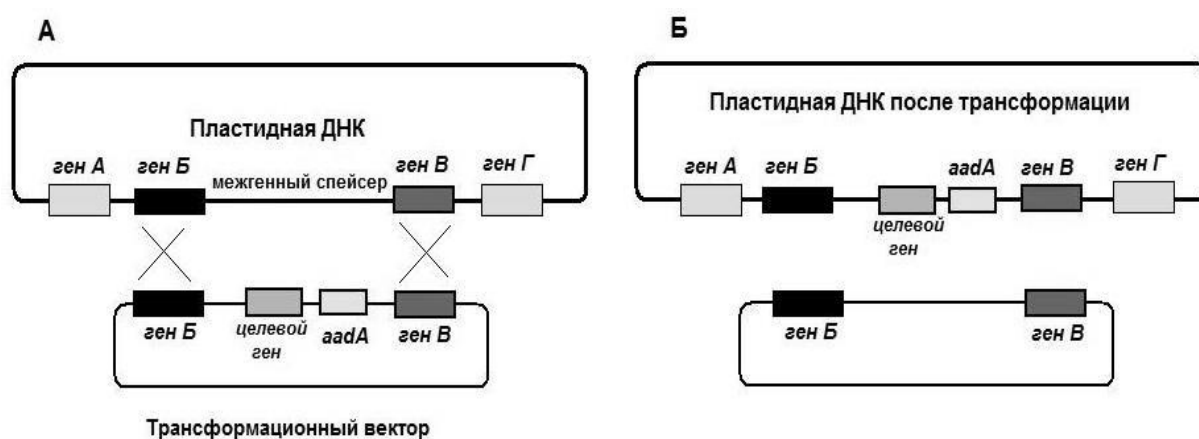 А
Пластидная ДНК
ген А
ген Б
межгенный спейсер
ген В
ген Г
ген Б
целевой
ген
aadA
ген В
Трансформационный вектор
Б
Пластидная ДНК после трансформации
ген А
ген Б
целевой
ген
aadA
ген В
ген Г
ген Б
ген В